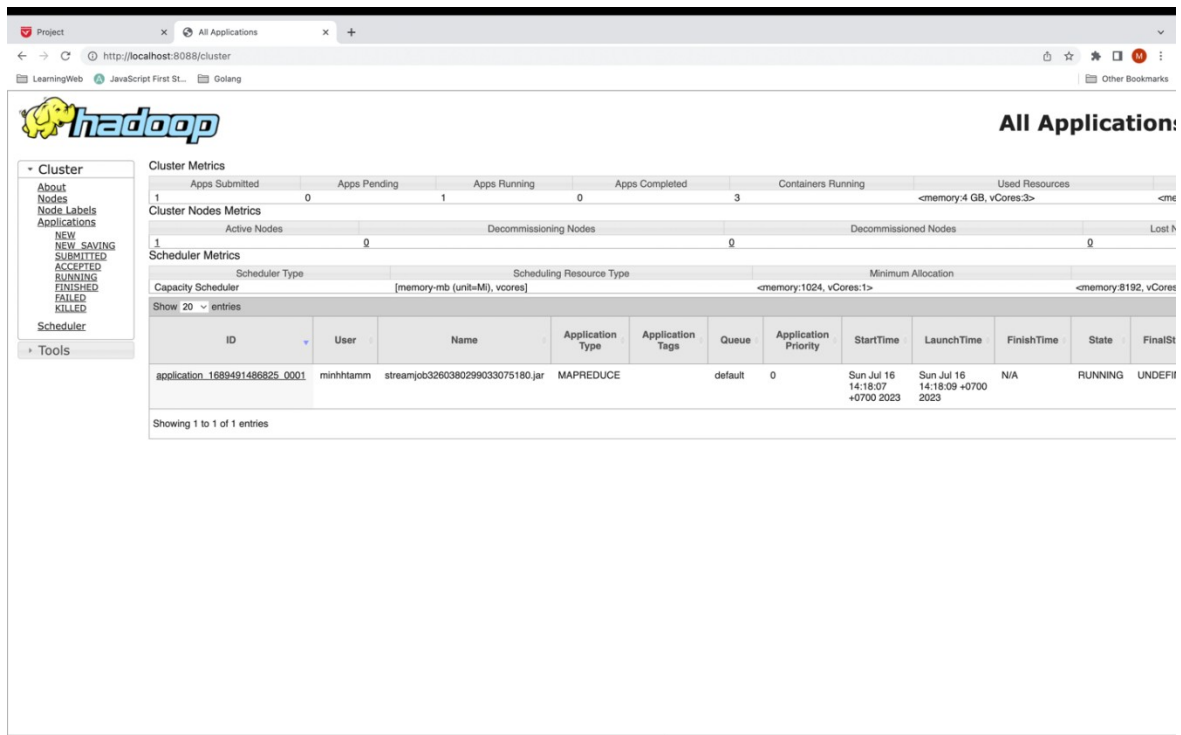 Project
All Applications
http://localhost:8088/cluster
M
LearningWeb JavaScript First St... Golang Other Bookmarks
hadoop
All Applications
Cluster
About
Nodes
Node Labels
Applications
NEW
NEW_SAVING
SUBMITTED
ACCEPTED
RUNNING
FINISHED
FAILED
KILLED
Scheduler
Tools
Cluster Metrics
Apps Submitted Apps Pending Apps Running Apps Completed Containers Running Used Resources
1 0 1 0 3 <memory:4 GB, vCores:3> <me
Cluster Nodes Metrics
Active Nodes Decommissioning Nodes Decommissioned Nodes Lost N
1 0 0 0
Scheduler Metrics
Scheduler Type Scheduling Resource Type Minimum Allocation
Capacity Scheduler [memory-mb (unit=Mi), vcores] <memory:1024, vCores:1> <memory:8192, vCores
Show 20 entries
ID User Name Application Type Application Tags Queue Application Priority StartTime LaunchTime FinishTime State FinalSt
application_1689491486825_0001 minhhtamm streamjob3260380299033075180.jar MAPREDUCE default 0 Sun Jul 16 14:18:07 +0700 2023 Sun Jul 16 14:18:09 +0700 2023 N/A RUNNING UNDEFI
Showing 1 to 1 of 1 entries